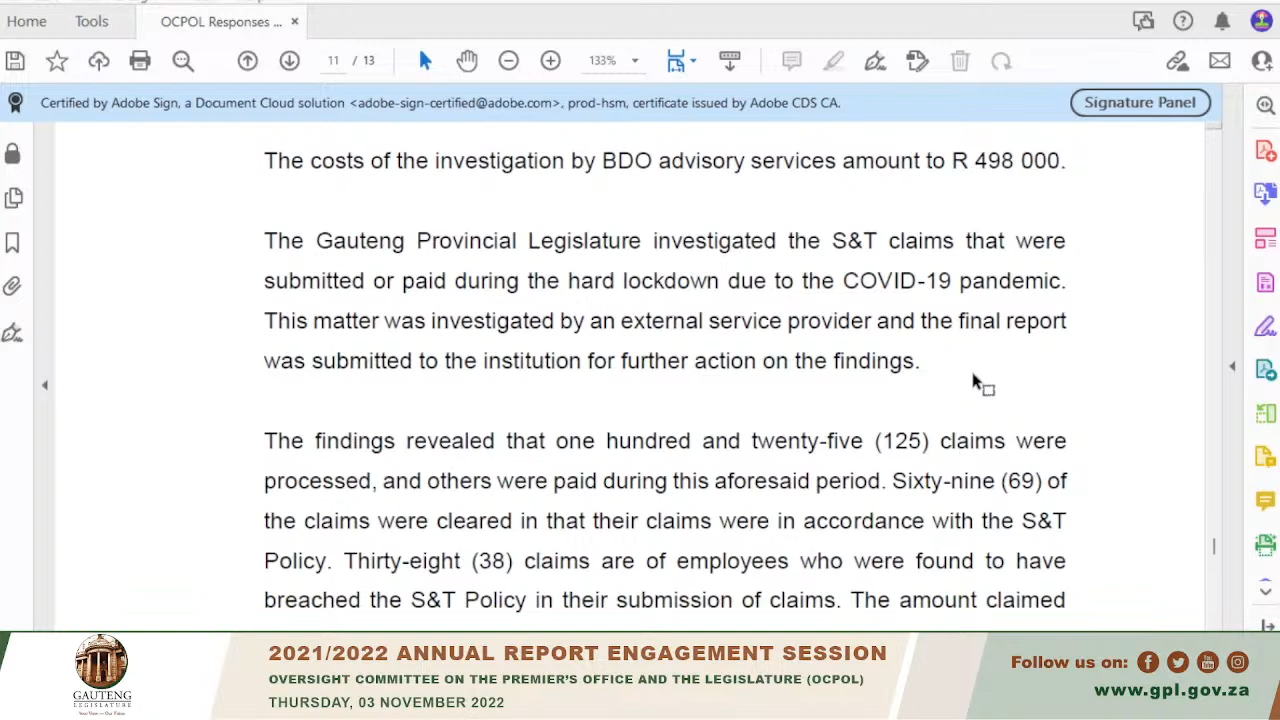 Home Tools OCPOL Responses ... ×
11 / 13 133%
Certified by Adobe Sign, a Document Cloud solution <adobe-sign-certified@adobe.com>, prod-hsm, certificate issued by Adobe CDS CA.
Signature Panel
The costs of the investigation by BDO advisory services amount to R 498 000.
The Gauteng Provincial Legislature investigated the S&T claims that were
submitted or paid during the hard lockdown due to the COVID-19 pandemic.
This matter was investigated by an external service provider and the final report
was submitted to the institution for further action on the findings.
The findings revealed that one hundred and twenty-five (125) claims were
processed, and others were paid during this aforesaid period. Sixty-nine (69) of
the claims were cleared in that their claims were in accordance with the S&T
Policy. Thirty-eight (38) claims are of employees who were found to have
breached the S&T Policy in their submission of claims. The amount claimed
GAUTENG
LEGISLATURE
Your View — Our Vision
2021/2022 ANNUAL REPORT ENGAGEMENT SESSION
OVERSIGHT COMMITTEE ON THE PREMIER'S OFFICE AND THE LEGISLATURE (OCPOL)
THURSDAY, 03 NOVEMBER 2022
Follow us on:
www.gpl.gov.za